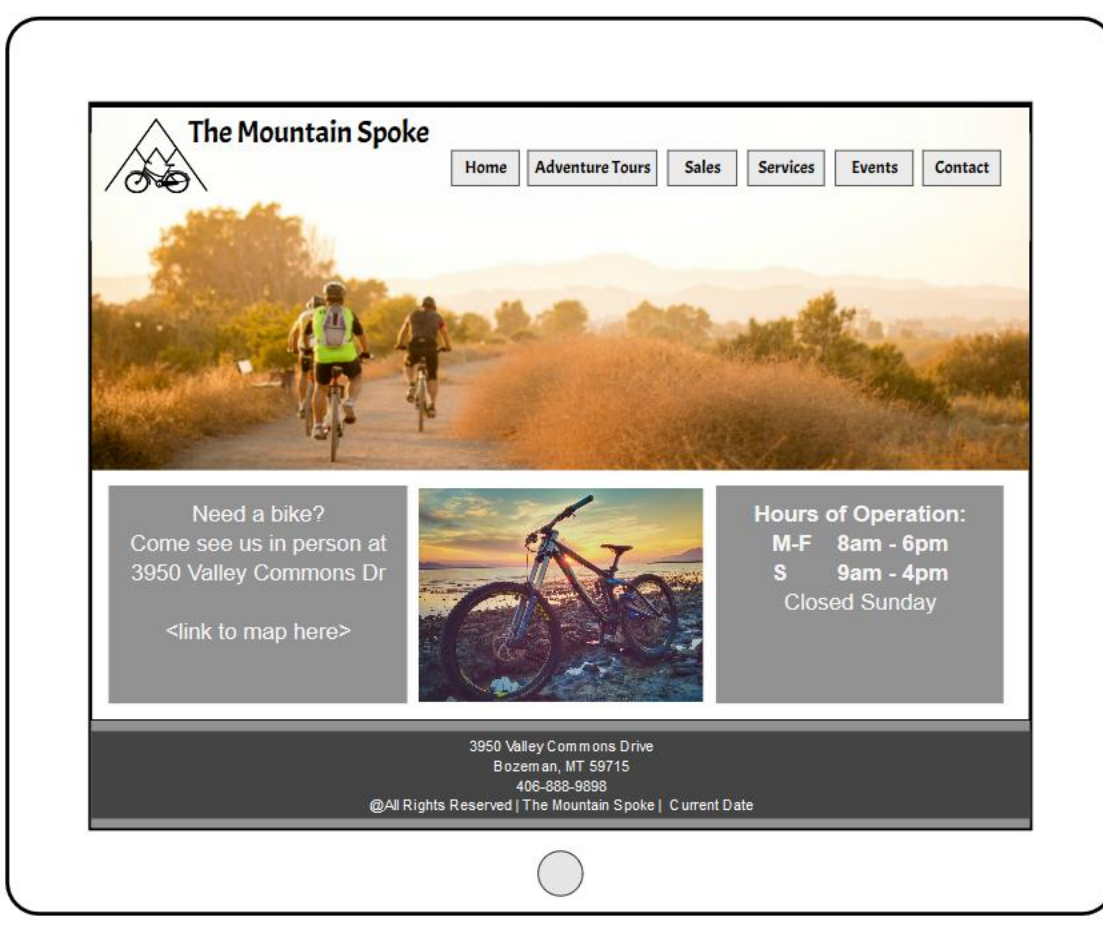 The Mountain Spoke
Home Adventure Tours Sales Services Events Contact
Need a bike?
Come see us in person at
3950 Valley Commons Dr
<link to map here>
Hours of Operation:
M-F 8am - 6pm
S 9am - 4pm
Closed Sunday
3950 Valley Commons Drive
Bozeman, MT 59715
406-888-9898
@All Rights Reserved | The Mountain Spoke | Current Date